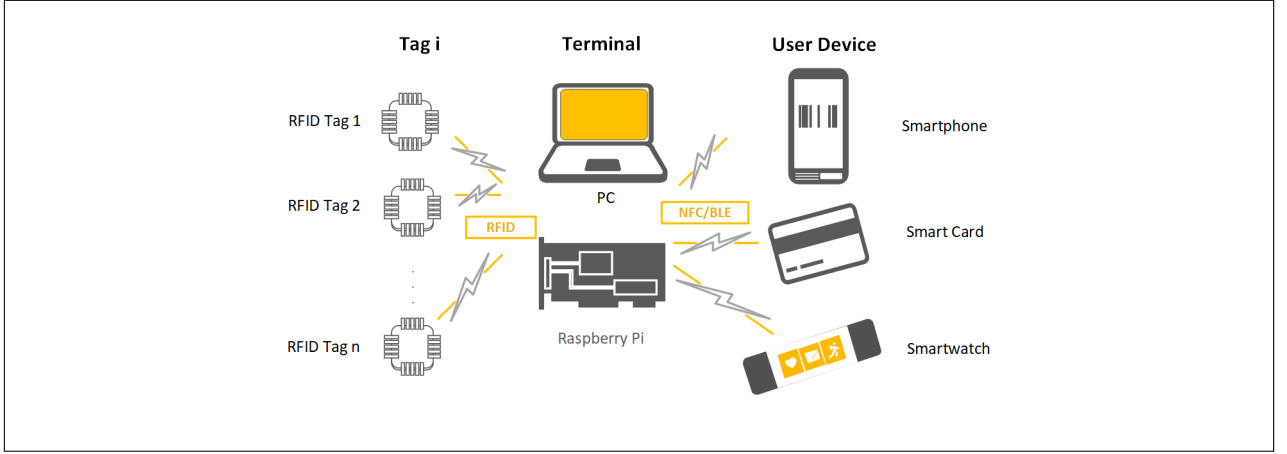 Tag i
Terminal
User Device
RFID Tag 1
Smartphone
PC
RFID Tag 2
NFC/BLE
RFID
Smart Card
.
.
.
Raspberry Pi
RFID Tag n
Smartwatch